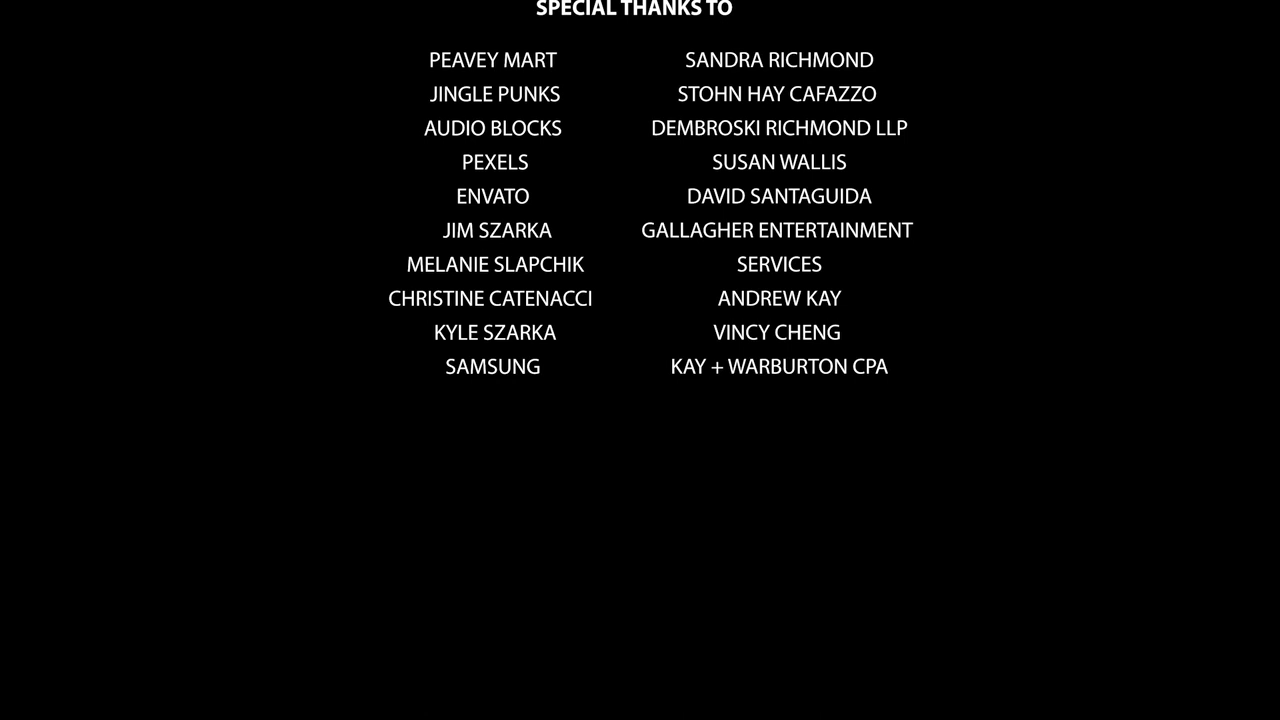 SPECIAL THANKS TO
PEAVEY MART
JINGLE PUNKS
AUDIO BLOCKS
PEXELS
ENVATO
JIM SZARKA
MELANIE SLAPCHIK
CHRISTINE CATENACCI
KYLE SZARKA
SAMSUNG
SANDRA RICHMOND
STOHN HAY CAFAZZO
DEMBROSKI RICHMOND LLP
SUSAN WALLIS
DAVID SANTAGUIDA
GALLAGHER ENTERTAINMENT
SERVICES
ANDREW KAY
VINCY CHENG
KAY + WARBURTON CPA